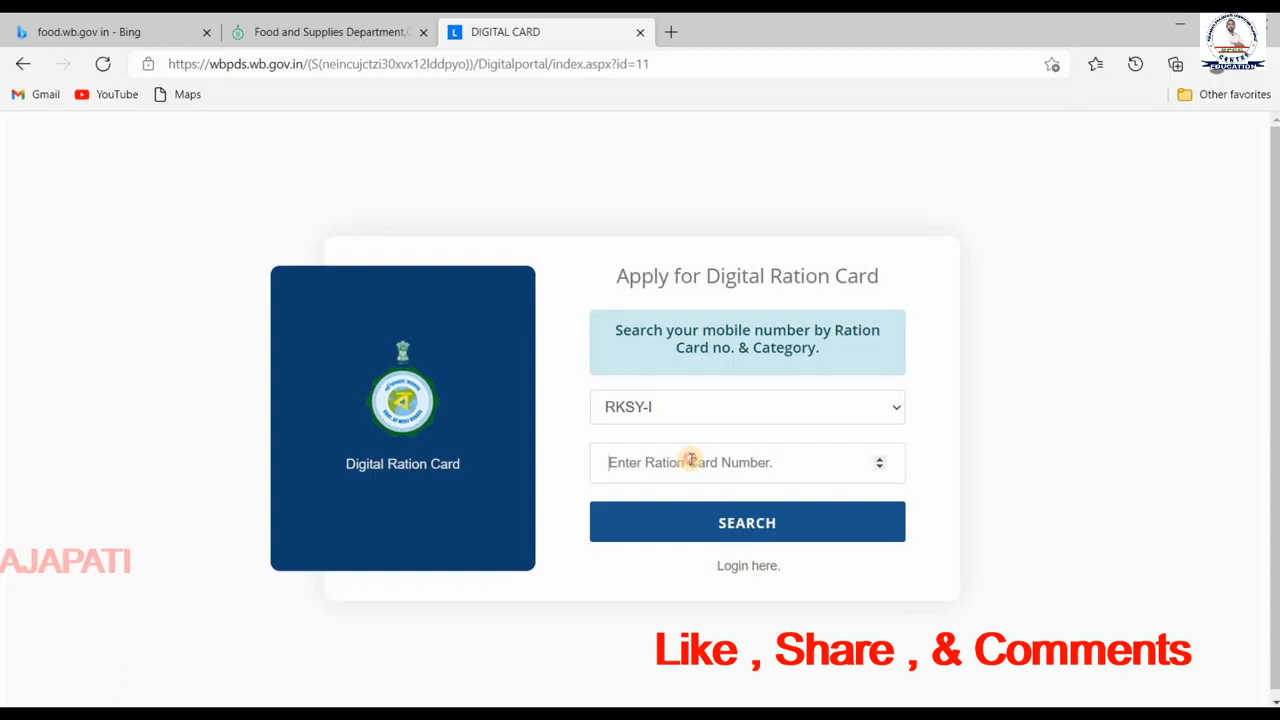 food.wb.gov in - Bing
Food and Supplies Department,
DIGITAL CARD
https://wbpds.wb.gov.in/(S(neincujctzi30xvx12lddpyo))/Digitalportal/index.aspx?id=11
Gmail
YouTube
Maps
Other favorites
EDUCATION
Apply for Digital Ration Card
Search your mobile number by Ration
Card no. & Category.
RKSY-I
Enter Ration Card Number.
Digital Ration Card
SEARCH
Login here.
AJAPATI
Like , Share , & Comments